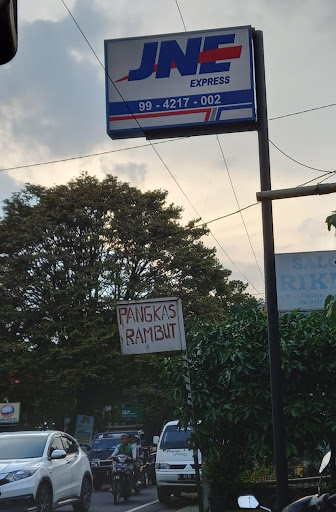 JNE
EXPRESS
99 - 4217 - 002
PANGKAS
RAMBUT